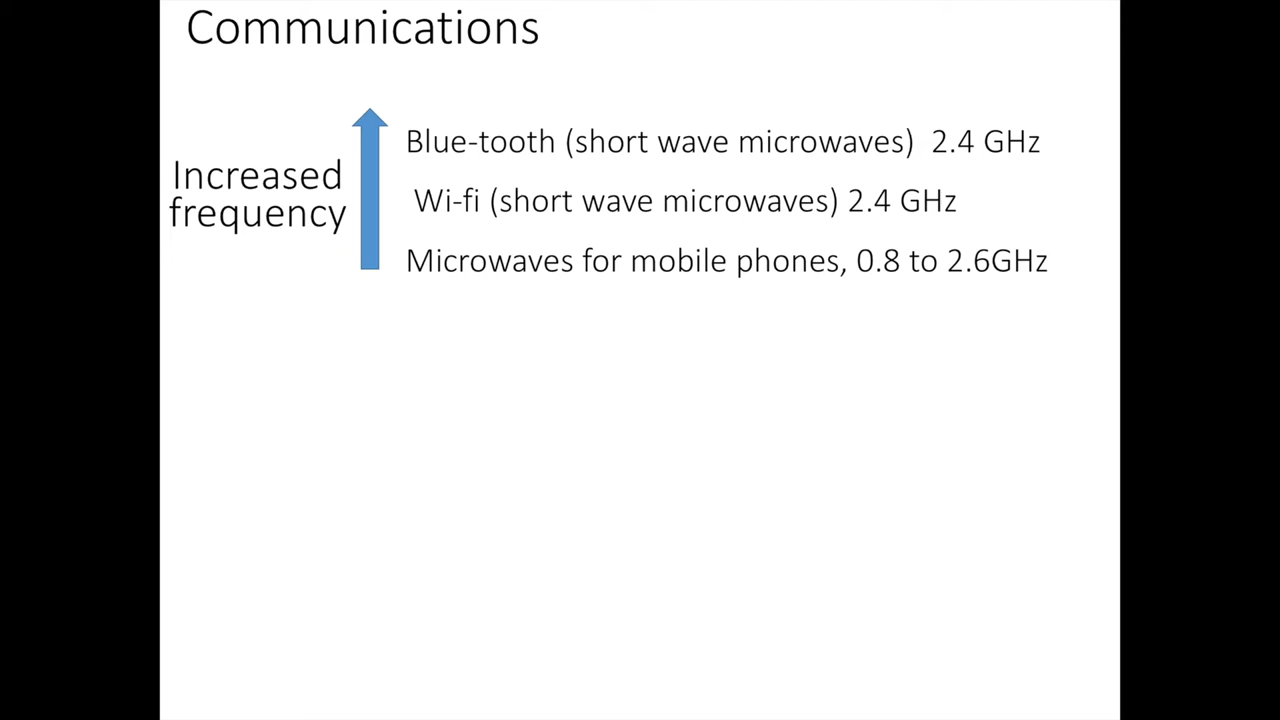 Communications
Increased
frequency
Blue-tooth (short wave microwaves) 2.4 GHz
Wi-fi (short wave microwaves) 2.4 GHz
Microwaves for mobile phones, 0.8 to 2.6GHz